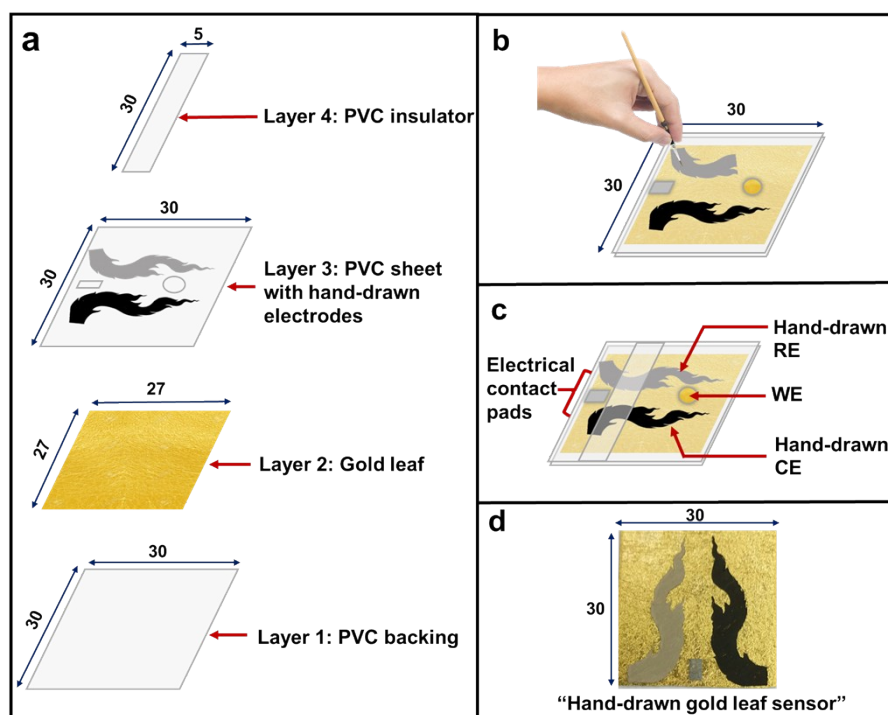 a
5
30
Layer 4: PVC insulator
30
30
Layer 3: PVC sheet
with hand-drawn
electrodes
27
27
Layer 2: Gold leaf
30
30
Layer 1: PVC backing
b
30
30
c
Electrical
contact
pads
Hand-drawn
RE
WE
Hand-drawn
CE
d
30
30
“Hand-drawn gold leaf sensor”